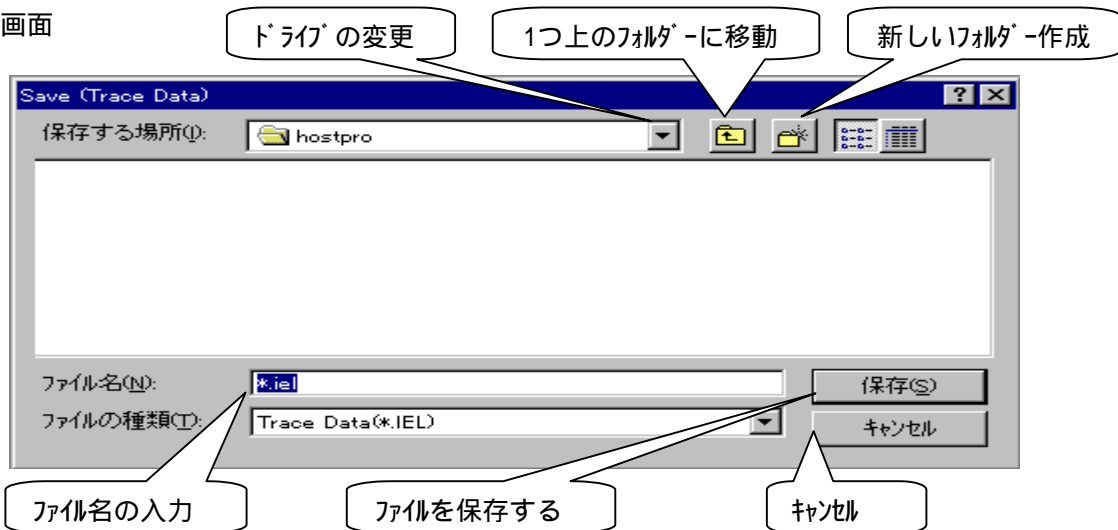 画面
ﾄﾞﾗｲﾌﾞの変更
1つ上のﾌｫﾙﾀﾞｰに移動
新しいﾌｫﾙﾀﾞｰ作成
Save (Trace Data)
保存する場所(I):
hostpro
ファイル名(N):
*.iel
保存(S)
ファイルの種類(T):
Trace Data(*.IEL)
キャンセル
ﾌｧｲﾙ名の入力
ﾌｧｲﾙを保存する
ｷｬﾝｾﾙ